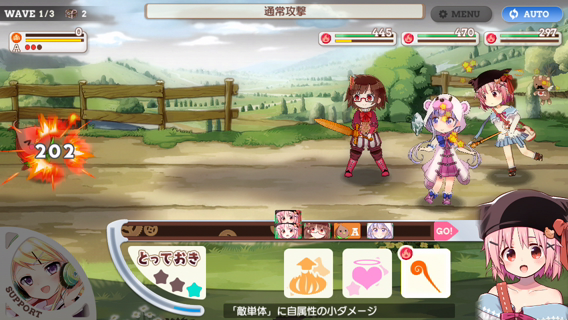 WAVE 1/3
2
通常攻撃
MENU
AUTO
0
A
445
470
297
202
A
GO!
とっておき
SUPPORT
「敵単体」に自属性の小ダメージ